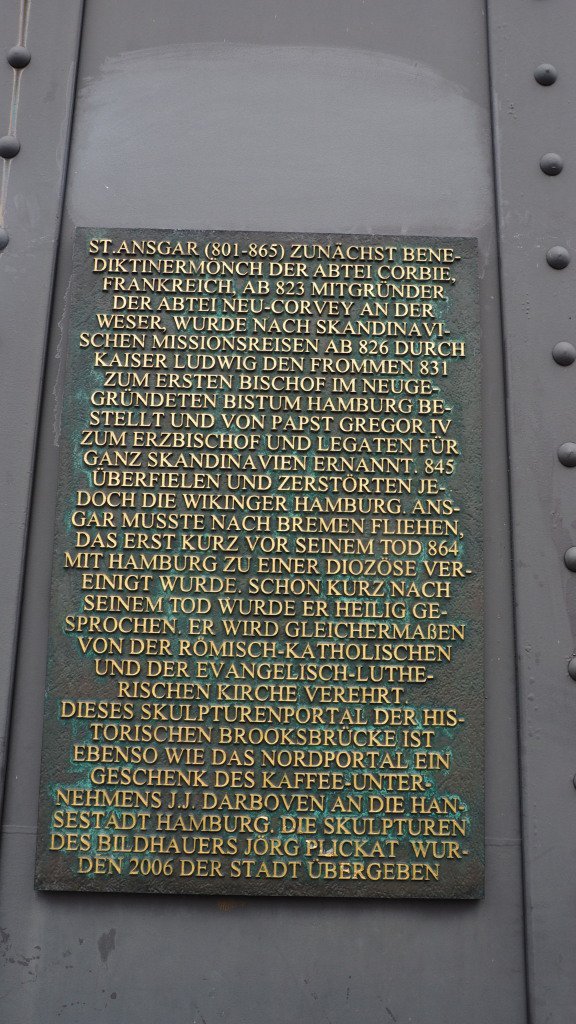 ST. ANSGAR (801-865) ZUNÄCHST BENE-
DIKTINERMÖNCH DER ABTEI CORBIE,
FRANKREICH, AB 823 MITGRÜNDER
DER ABTEI NEU-CORVEY AN DER
WESER, WURDE NACH SKANDINAVI-
SCHEN MISSIONSREISEN AB 826 DURCH
KAISER LUDWIG DEN FROMMEN 831
ZUM ERSTEN BISCHOF IM NEUGE-
GRÜNDETEN BISTUM HAMBURG BE-
STELLT UND VON PAPST GREGOR IV
ZUM ERZBISCHOF UND LEGATEN FÜR
GANZ SKANDINAVIEN ERNANNT. 845
ÜBERFIELEN UND ZERSTÖRTEN JE-
DOCH DIE WIKINGER HAMBURG. ANS-
GAR MUSSTE NACH BREMEN FLIEHEN,
DAS ERST KURZ VOR SEINEM TOD 864
MIT HAMBURG ZU EINER DIOZÖSE VER-
EINIGT WURDE. SCHON KURZ NACH
SEINEM TOD WURDE ER HEILIG GE-
SPROCHEN. ER WIRD GLEICHERMAßEN
VON DER RÖMISCH-KATHOLISCHEN
UND DER EVANGELISCH-LUTHE-
RISCHEN KIRCHE VEREHRT
DIESES SKULPTURENPORTAL DER HIS-
TORISCHEN BROOKSBRÜCKE IST
EBENSO WIE DAS NORDPORTAL EIN
GESCHENK DES KAFFEE-UNTER-
NEHMENS J.J. DARBOVEN AN DIE HAN-
SESTADT HAMBURG. DIE SKULPTUREN
DES BILDHAUERS JÖRG PLICKAT WUR-
DEN 2006 DER STADT ÜBERGEBEN